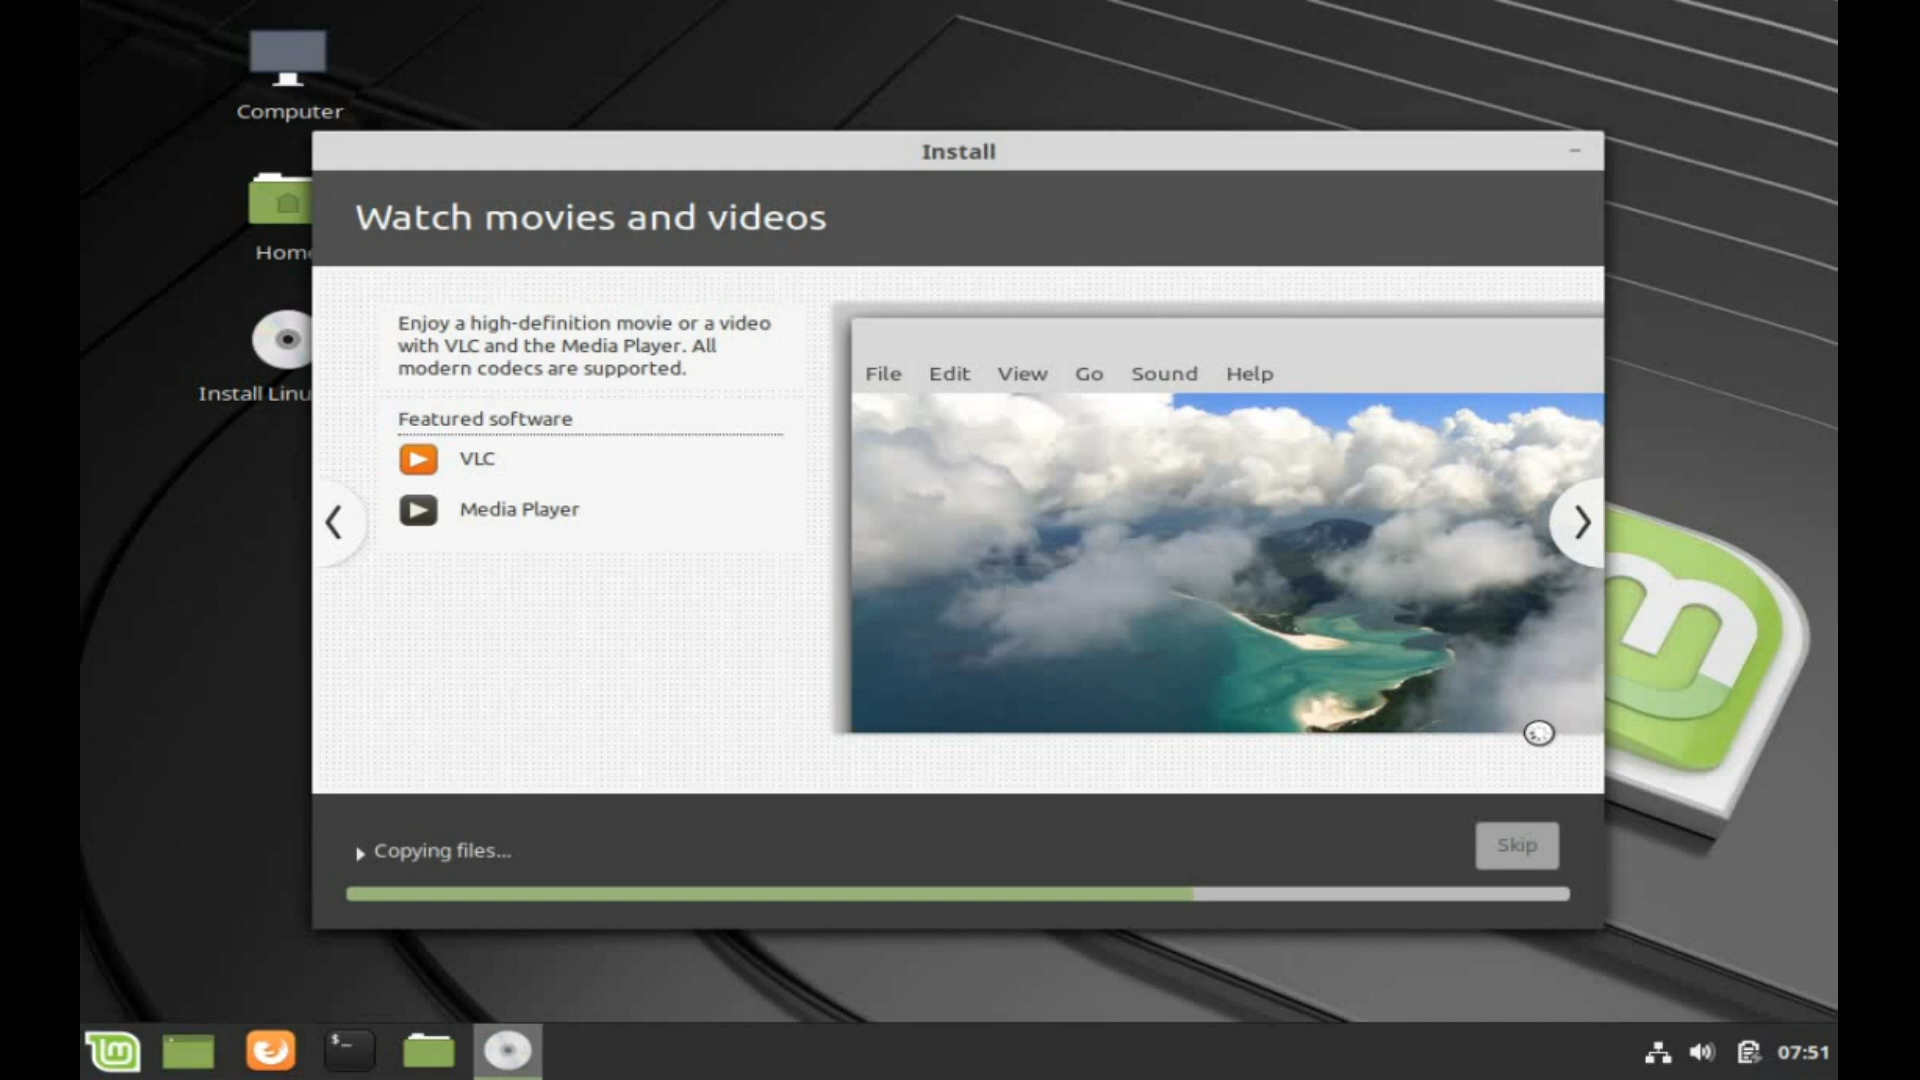 Computer
Install
Watch movies and videos
Hom
Enjoy a high-definition movie or a video
with VLC and the Media Player. All
modern codecs are supported.
File Edit View Go Sound Help
Install Linu
Featured software
VLC
Media Player
Copying files...
Skip
$_
07:51